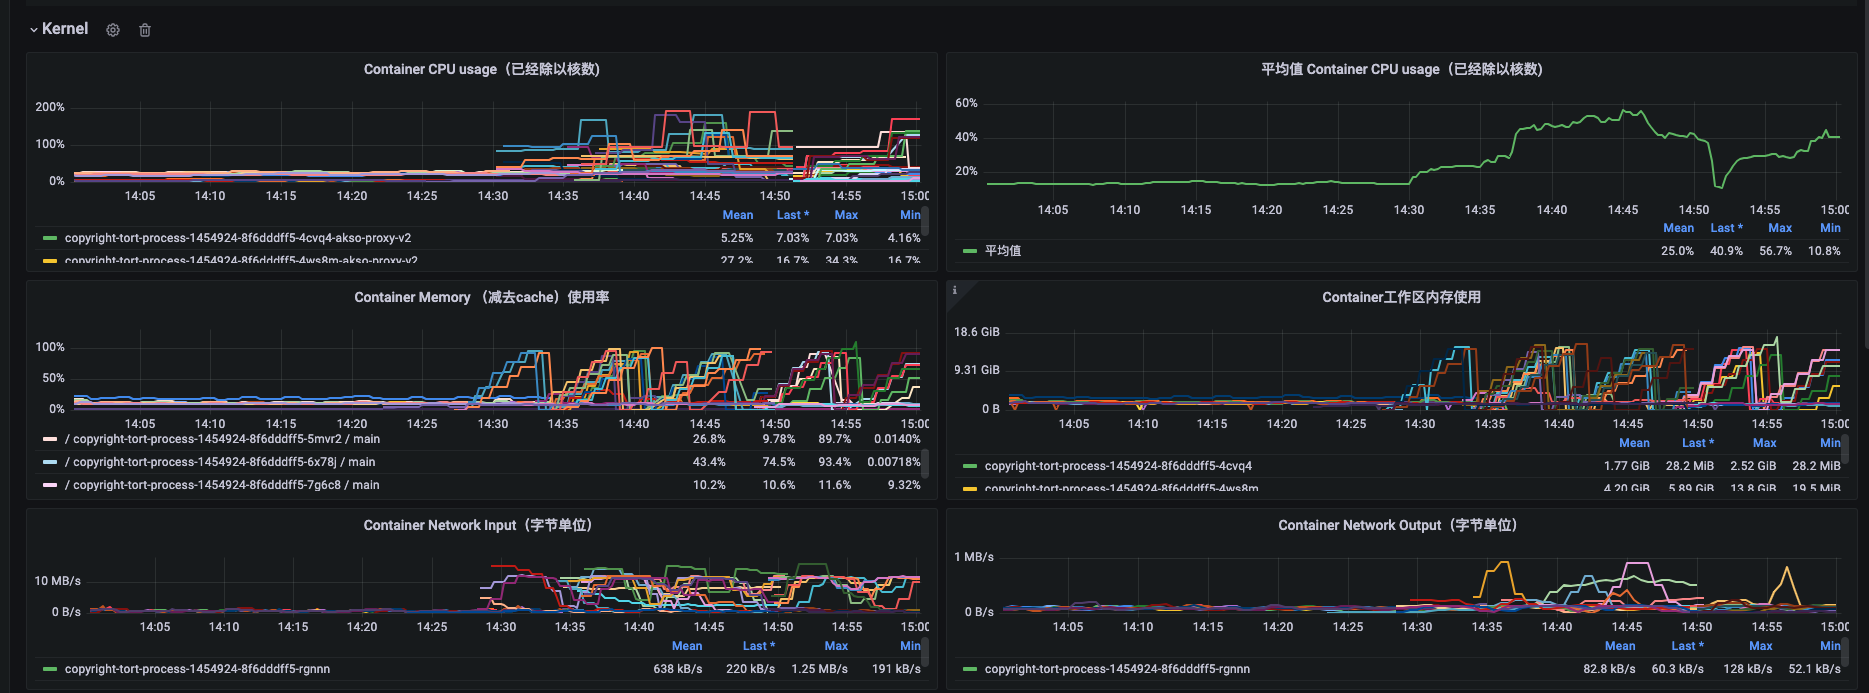 Kernel
Container CPU usage（已经除以核数)
200%
100%
0%
14:05 14:10 14:15 14:20 14:25 14:30 14:35 14:40 14:45 14:50 14:55 15:00
Mean Last * Max Min
copyright-tort-process-1454924-8f6dddff5-4cvq4-akso-proxy-v2 5.25% 7.03% 7.03% 4.16%
copyright-tort-process-1454924-8f6dddff5-4ws8m-akso-proxy-v2 27.2% 16.7% 34.3% 16.7%
平均值 Container CPU usage（已经除以核数)
60%
40%
20%
14:05 14:10 14:15 14:20 14:25 14:30 14:35 14:40 14:45 14:50 14:55 15:00
Mean Last * Max Min
平均值 25.0% 40.9% 56.7% 10.8%
Container Memory （减去cache）使用率
100%
50%
0%
14:05 14:10 14:15 14:20 14:25 14:30 14:35 14:40 14:45 14:50 14:55 15:00
/ copyright-tort-process-1454924-8f6dddff5-5mvr2 / main 26.8% 9.78% 89.7% 0.0140%
/ copyright-tort-process-1454924-8f6dddff5-6x78j / main 43.4% 74.5% 93.4% 0.00718%
/ copyright-tort-process-1454924-8f6dddff5-7g6c8 / main 10.2% 10.6% 11.6% 9.32%
i
Container工作区内存使用
18.6 GiB
9.31 GiB
0 B
14:05 14:10 14:15 14:20 14:25 14:30 14:35 14:40 14:45 14:50 14:55 15:00
Mean Last * Max Min
copyright-tort-process-1454924-8f6dddff5-4cvq4 1.77 GiB 28.2 MiB 2.52 GiB 28.2 MiB
copyright-tort-process-1454924-8f6dddff5-4ws8m 4.20 GiB 5.89 GiB 13.8 GiB 19.5 MiB
Container Network Input（字节单位）
10 MB/s
0 B/s
14:05 14:10 14:15 14:20 14:25 14:30 14:35 14:40 14:45 14:50 14:55 15:00
Mean Last * Max Min
copyright-tort-process-1454924-8f6dddff5-rgnnn 638 kB/s 220 kB/s 1.25 MB/s 191 kB/s
Container Network Output（字节单位）
1 MB/s
0 B/s
14:05 14:10 14:15 14:20 14:25 14:30 14:35 14:40 14:45 14:50 14:55 15:00
Mean Last * Max Min
copyright-tort-process-1454924-8f6dddff5-rgnnn 82.8 kB/s 60.3 kB/s 128 kB/s 52.1 kB/s